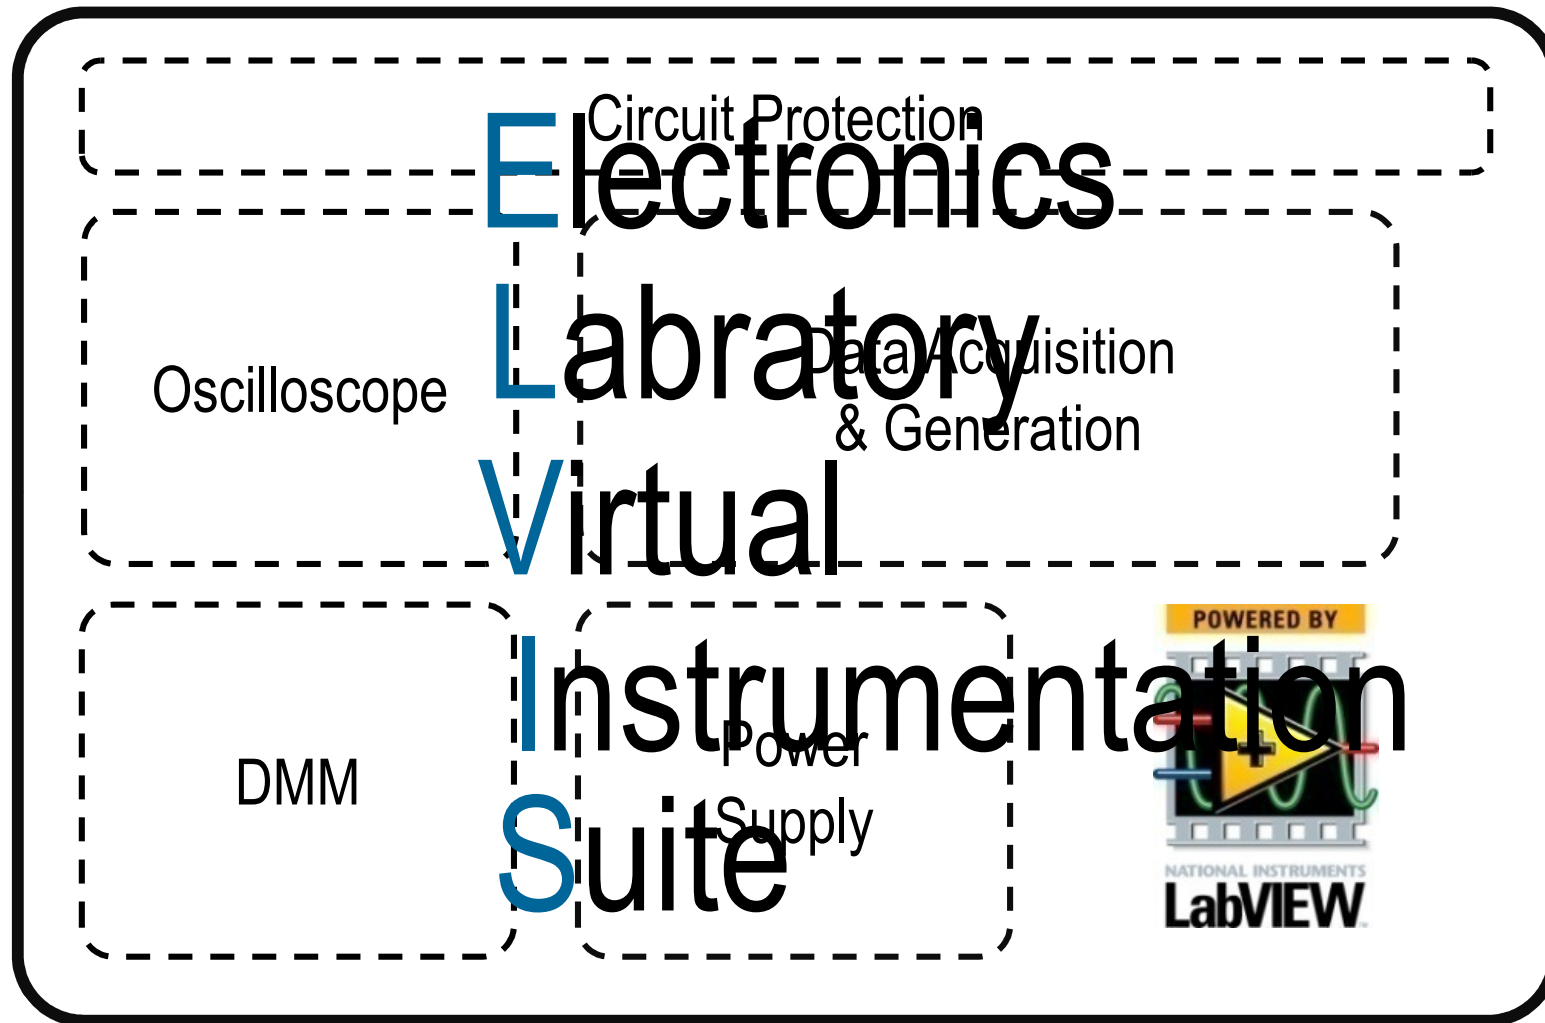 Circuit Protection
Electronics
Labratory
Data Acquisition
& Generation
Oscilloscope
Virtual
POWERED BY
Instrumentation
Power
Supply
DMM
Suite
NATIONAL INSTRUMENTS
LabVIEW